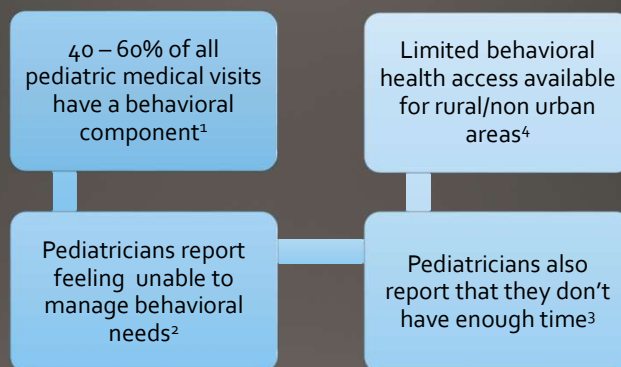 40 – 60% of all
pediatric medical visits
have a behavioral
component¹
Pediatricians report
feeling unable to
manage behavioral
needs²
Pediatricians also
report that they don't
have enough time³
Limited behavioral
health access available
for rural/non urban
areas⁴